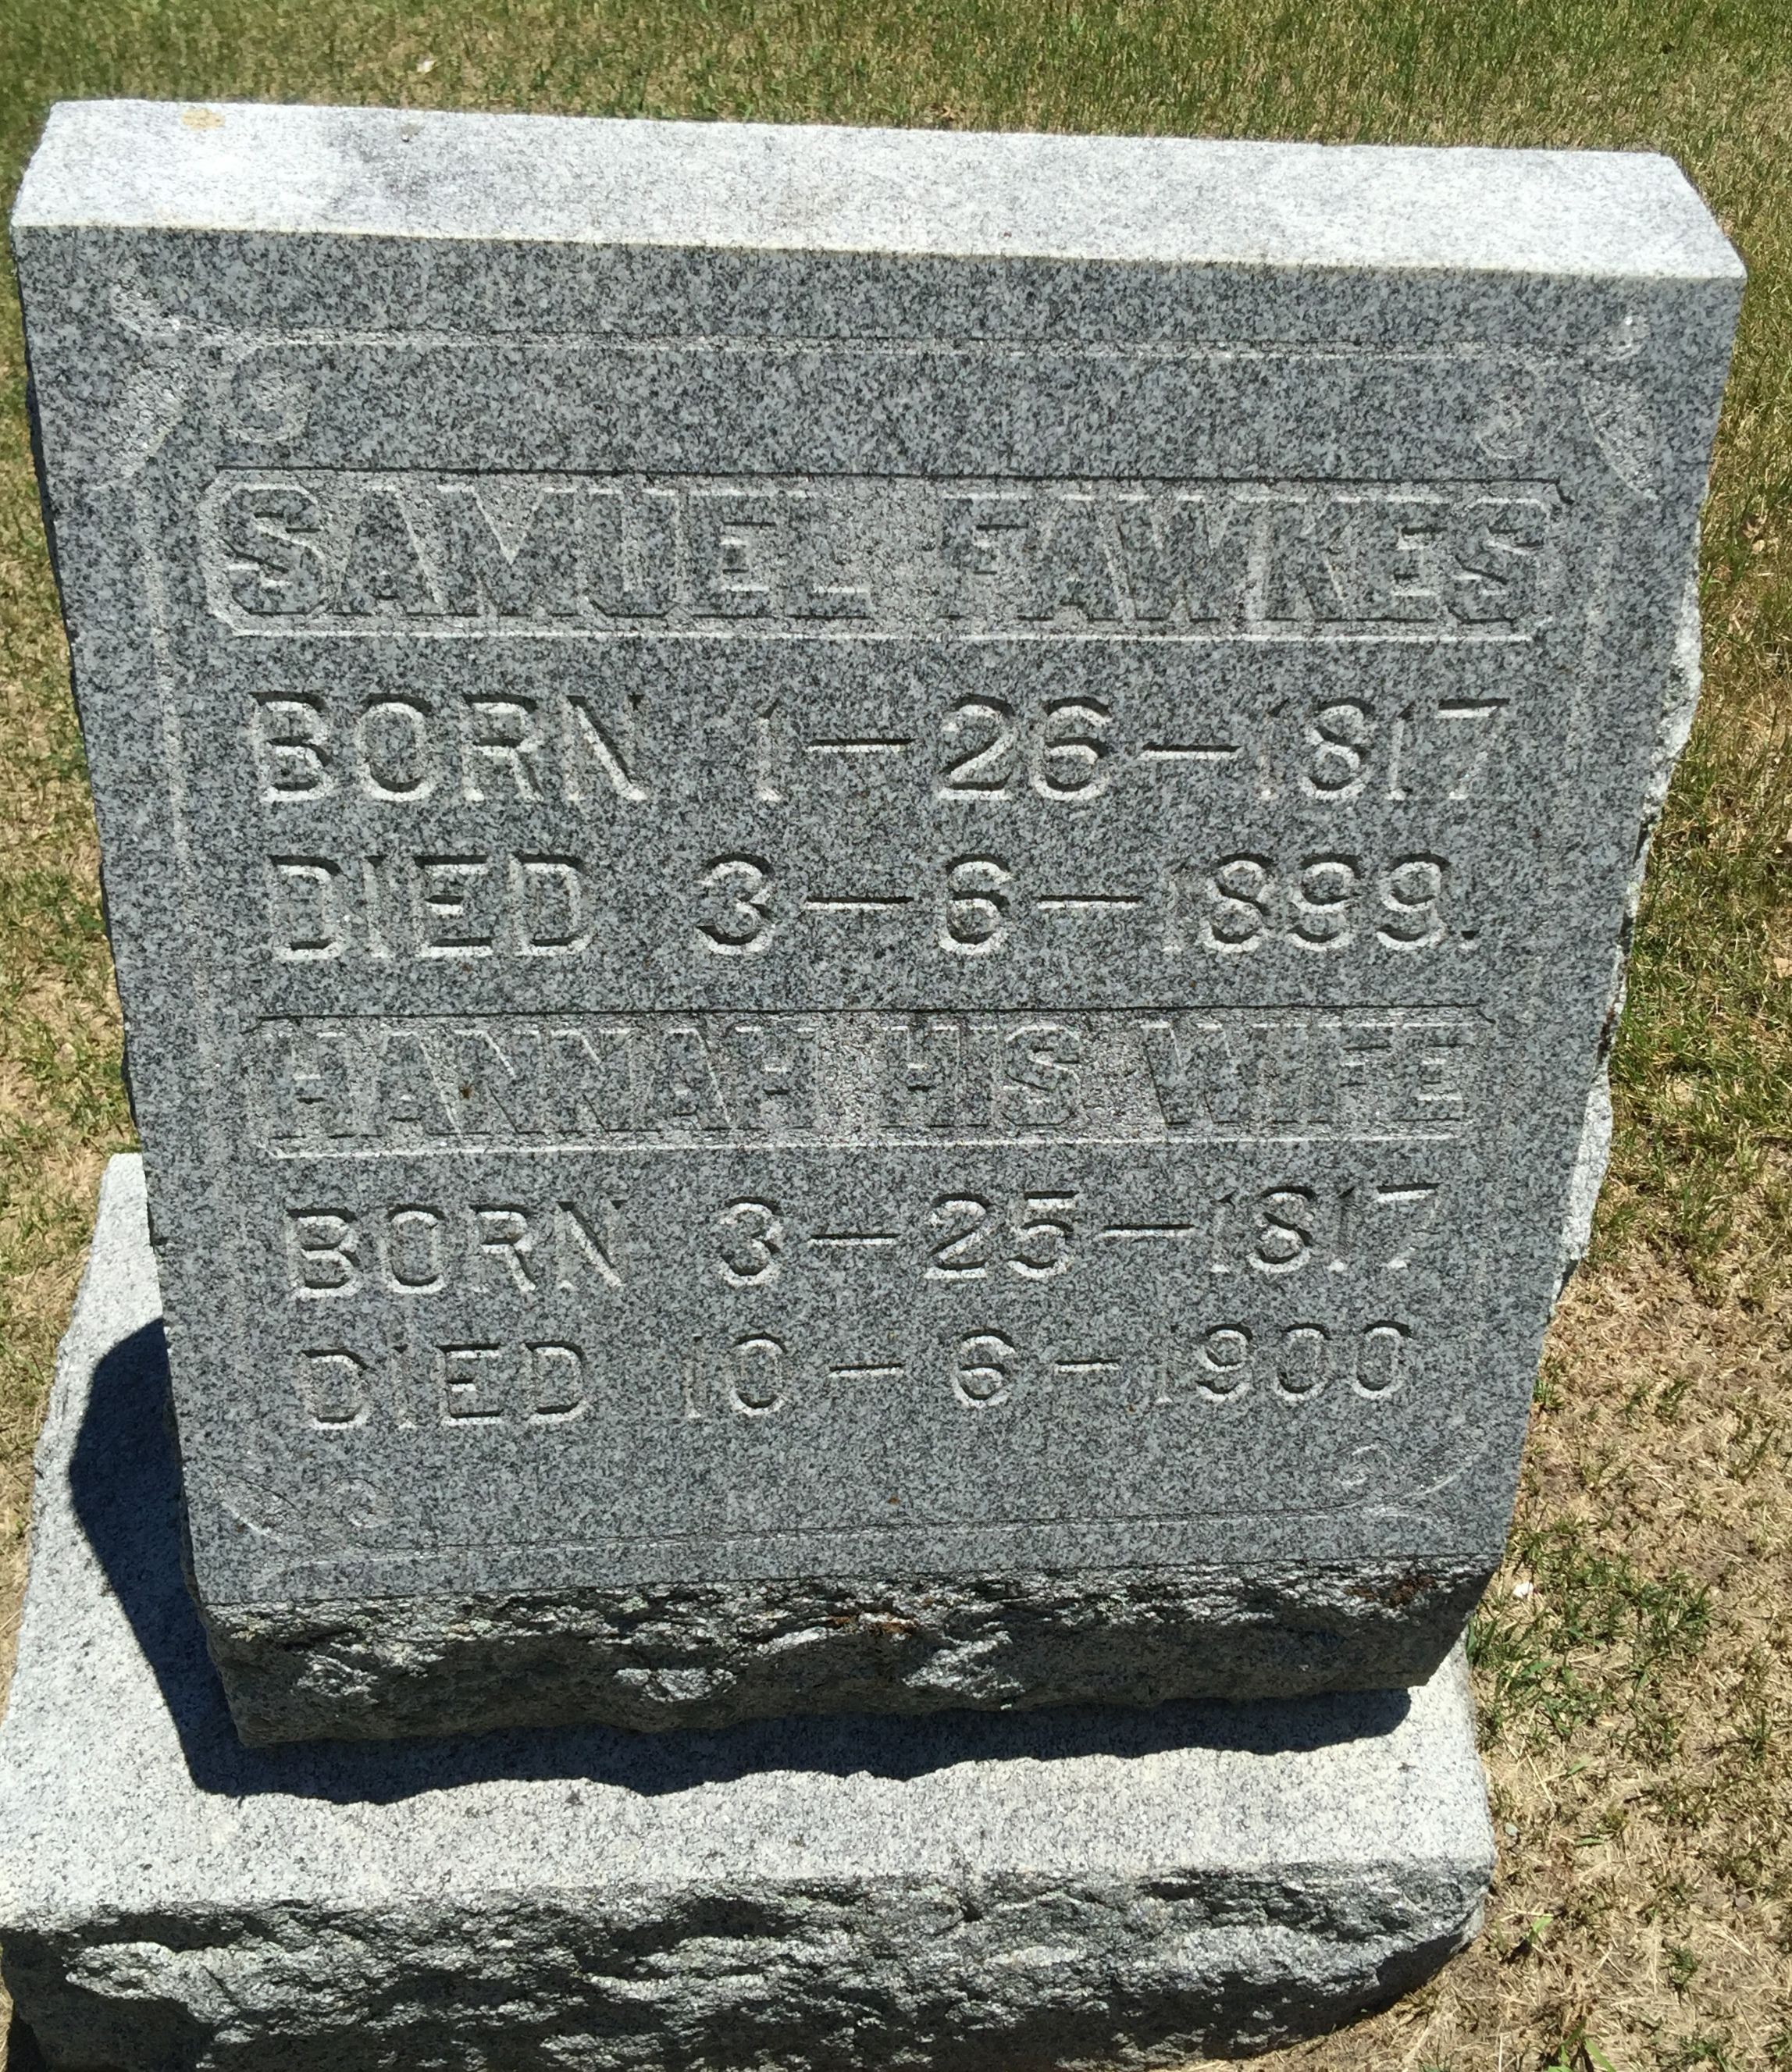 SAMUEL FAWKES
BORN 1-26-1817
DIED 3-6-1899.
HANNAH HIS WIFE
BORN 3-25-1817
DIED 10-6-1900